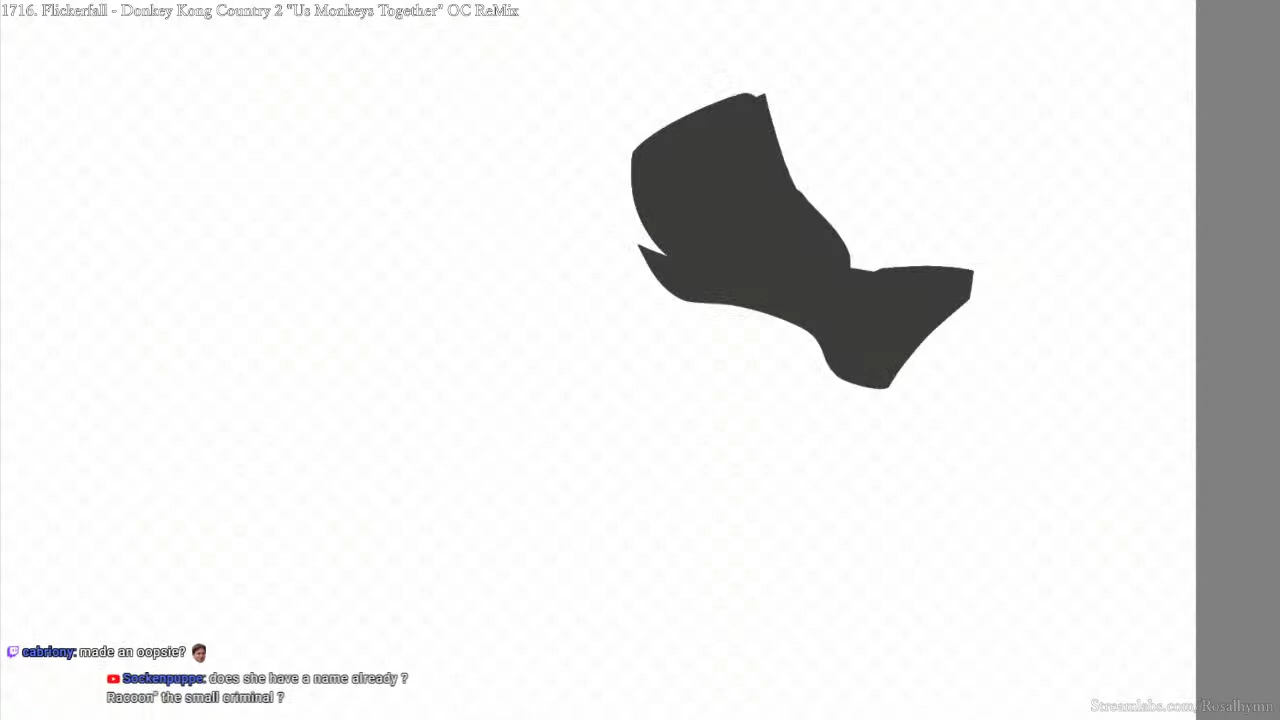 1716. Flickerfall - Donkey Kong Country 2 "Us Monkeys Together" OC ReMix
cabriony: made an oopsie?
Sockenpuppe: does she have a name already ?
Racoon" the small criminal ?
Streamlabs.com/Rosalhymn